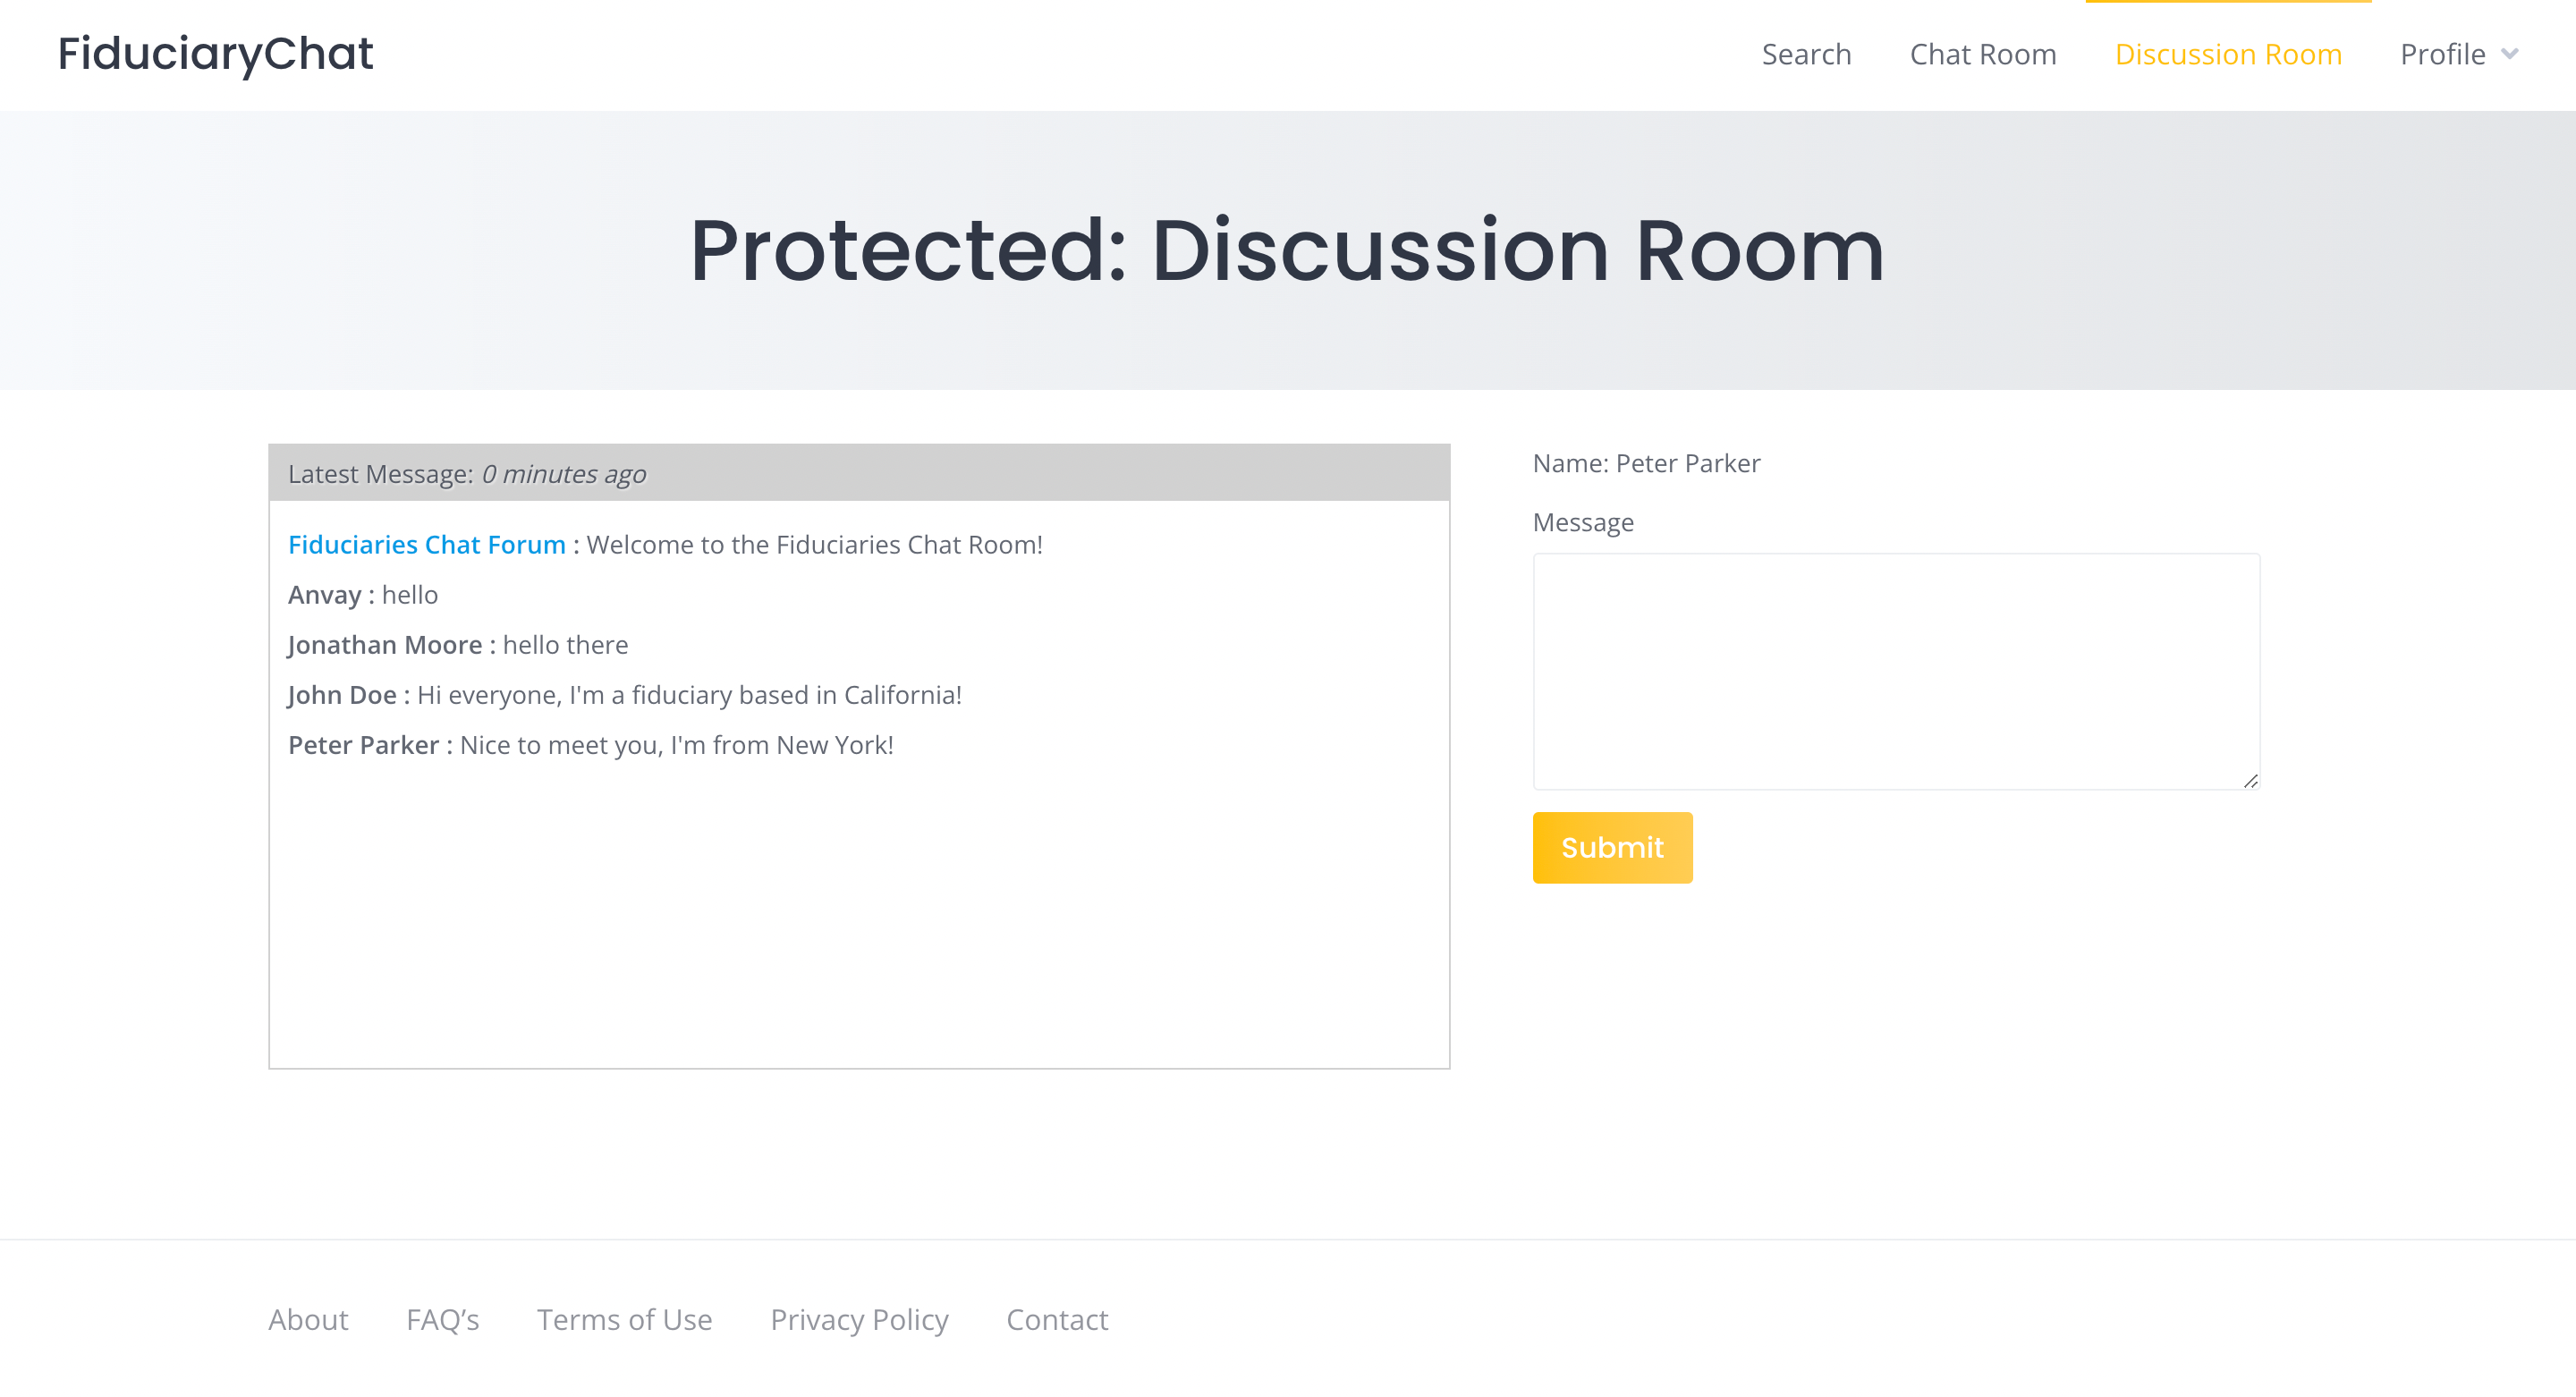 FiduciaryChat
Search Chat Room Discussion Room Profile
Protected: Discussion Room
Latest Message: 0 minutes ago
Fiduciaries Chat Forum : Welcome to the Fiduciaries Chat Room!
Anvay : hello
Jonathan Moore : hello there
John Doe : Hi everyone, I'm a fiduciary based in California!
Peter Parker : Nice to meet you, I'm from New York!
Name: Peter Parker
Message
Submit
About FAQ’s Terms of Use Privacy Policy Contact